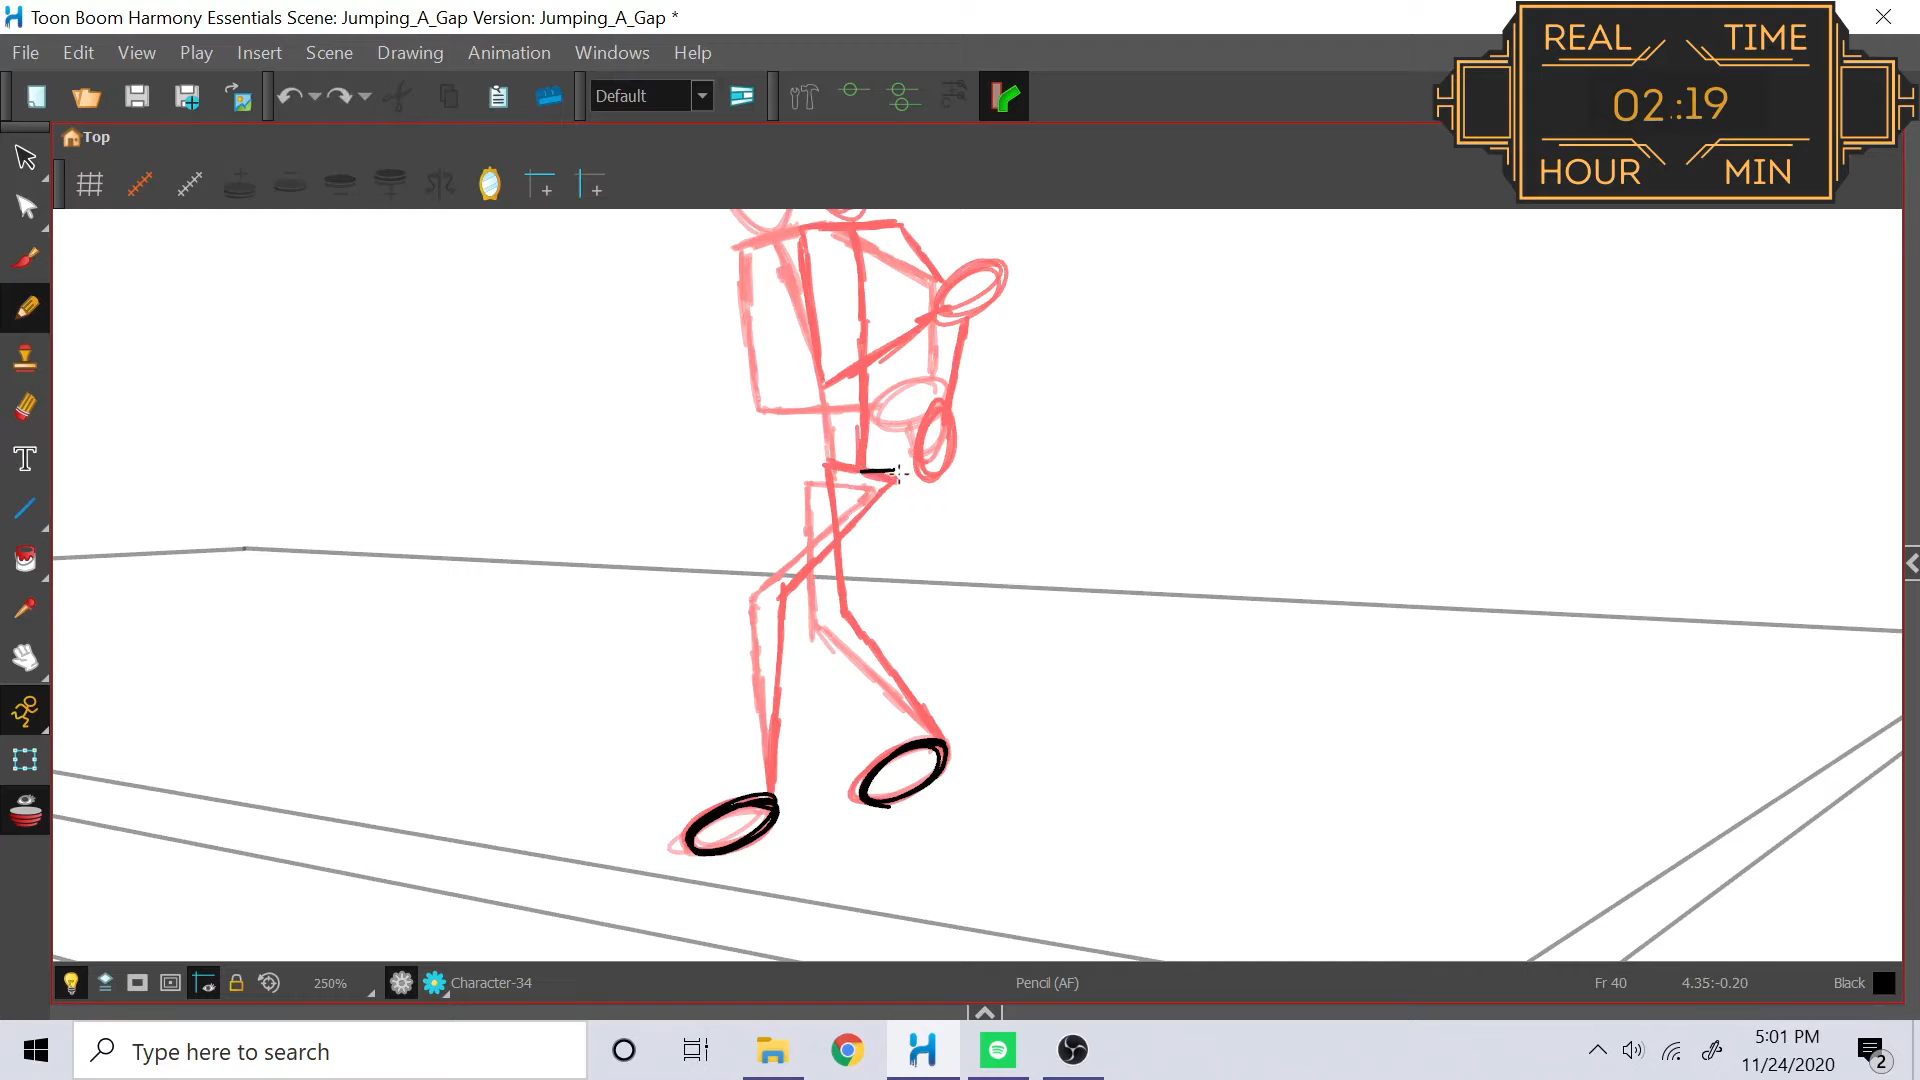 Toon Boom Harmony Essentials Scene: Jumping_A_Gap Version: Jumping_A_Gap *
File Edit View Play Insert Scene Drawing Animation Windows Help
Default
REAL TIME
02:19
HOUR MIN
Top
T
250%
Character-34
Pencil (AF)
Fr 40
4.35:-0.20
Black
Type here to search
5:01 PM
11/24/2020
2